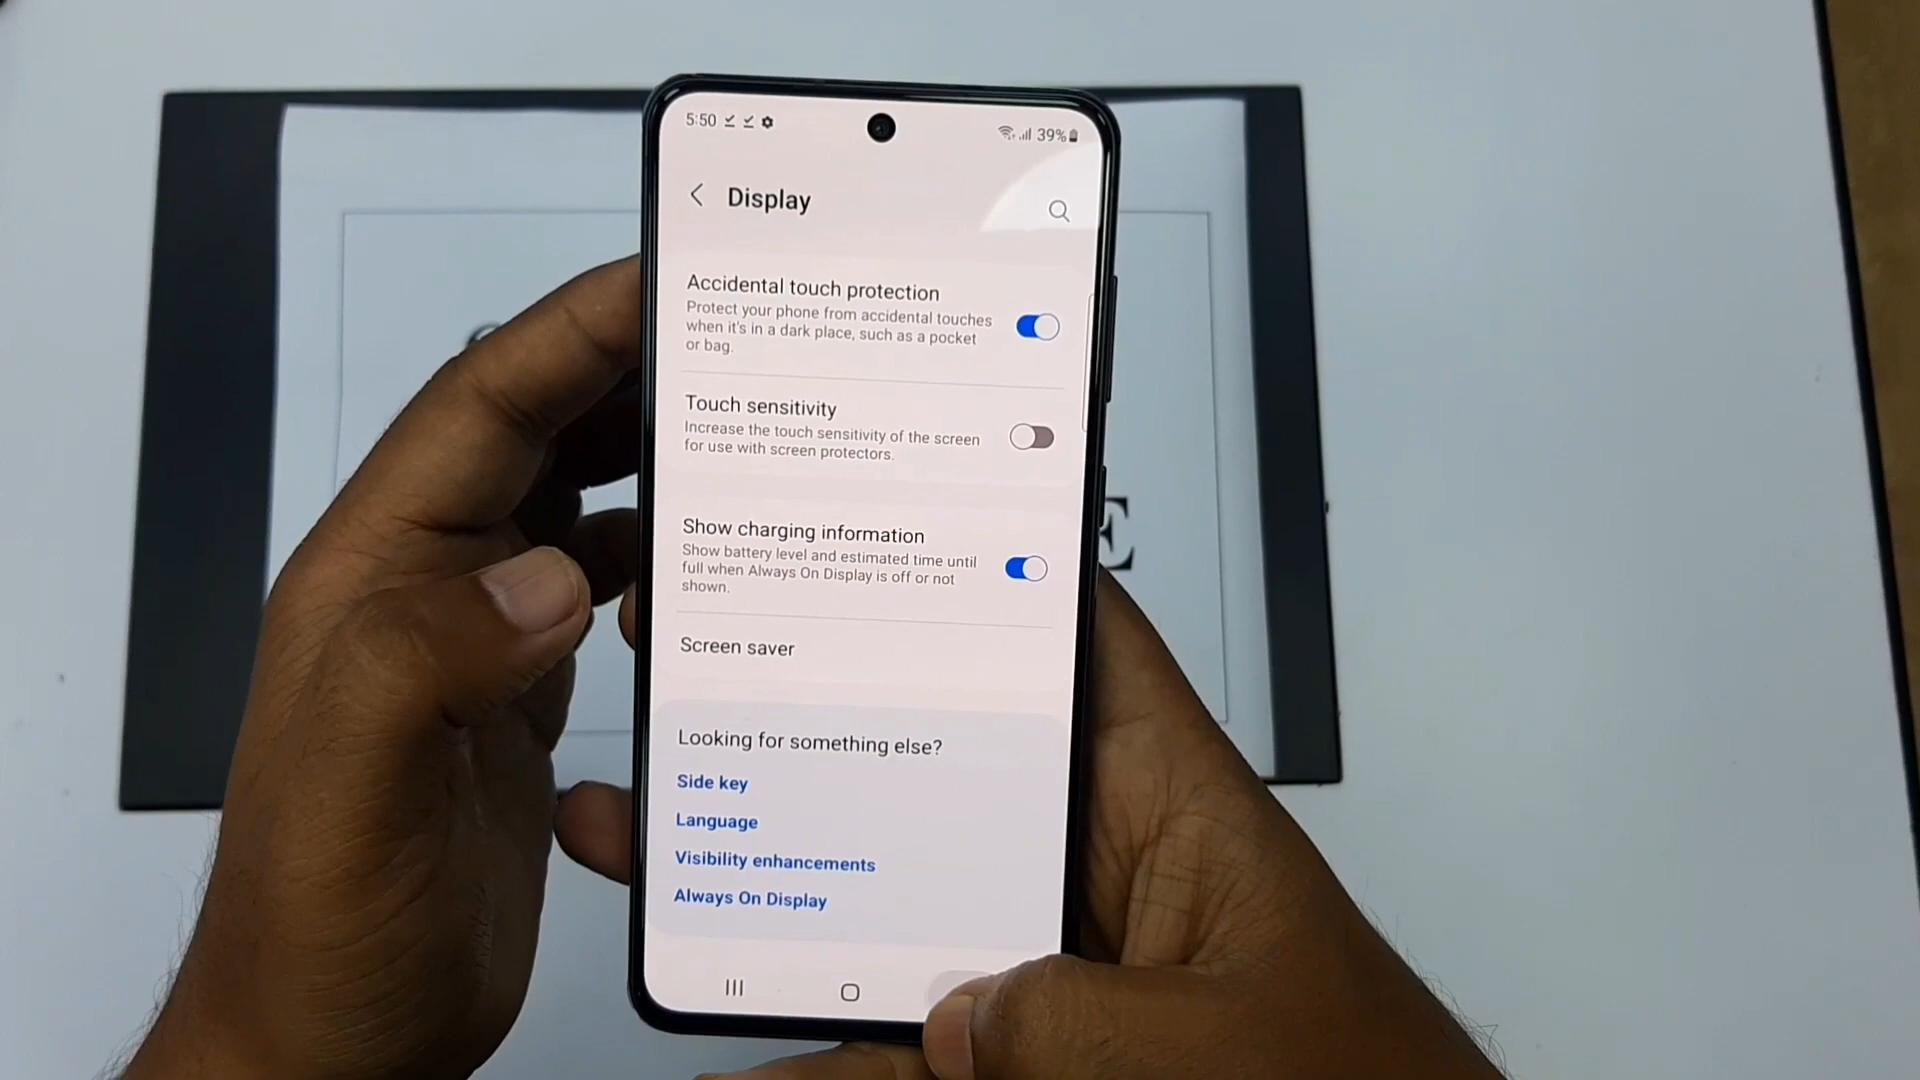 5:50
39%
Display
Accidental touch protection
Protect your phone from accidental touches
when it's in a dark place, such as a pocket
or bag.
Touch sensitivity
Increase the touch sensitivity of the screen
for use with screen protectors.
Show charging information
Show battery level and estimated time until
full when Always On Display is off or not
shown.
E
Screen saver
Looking for something else?
Side key
Language
Visibility enhancements
Always On Display